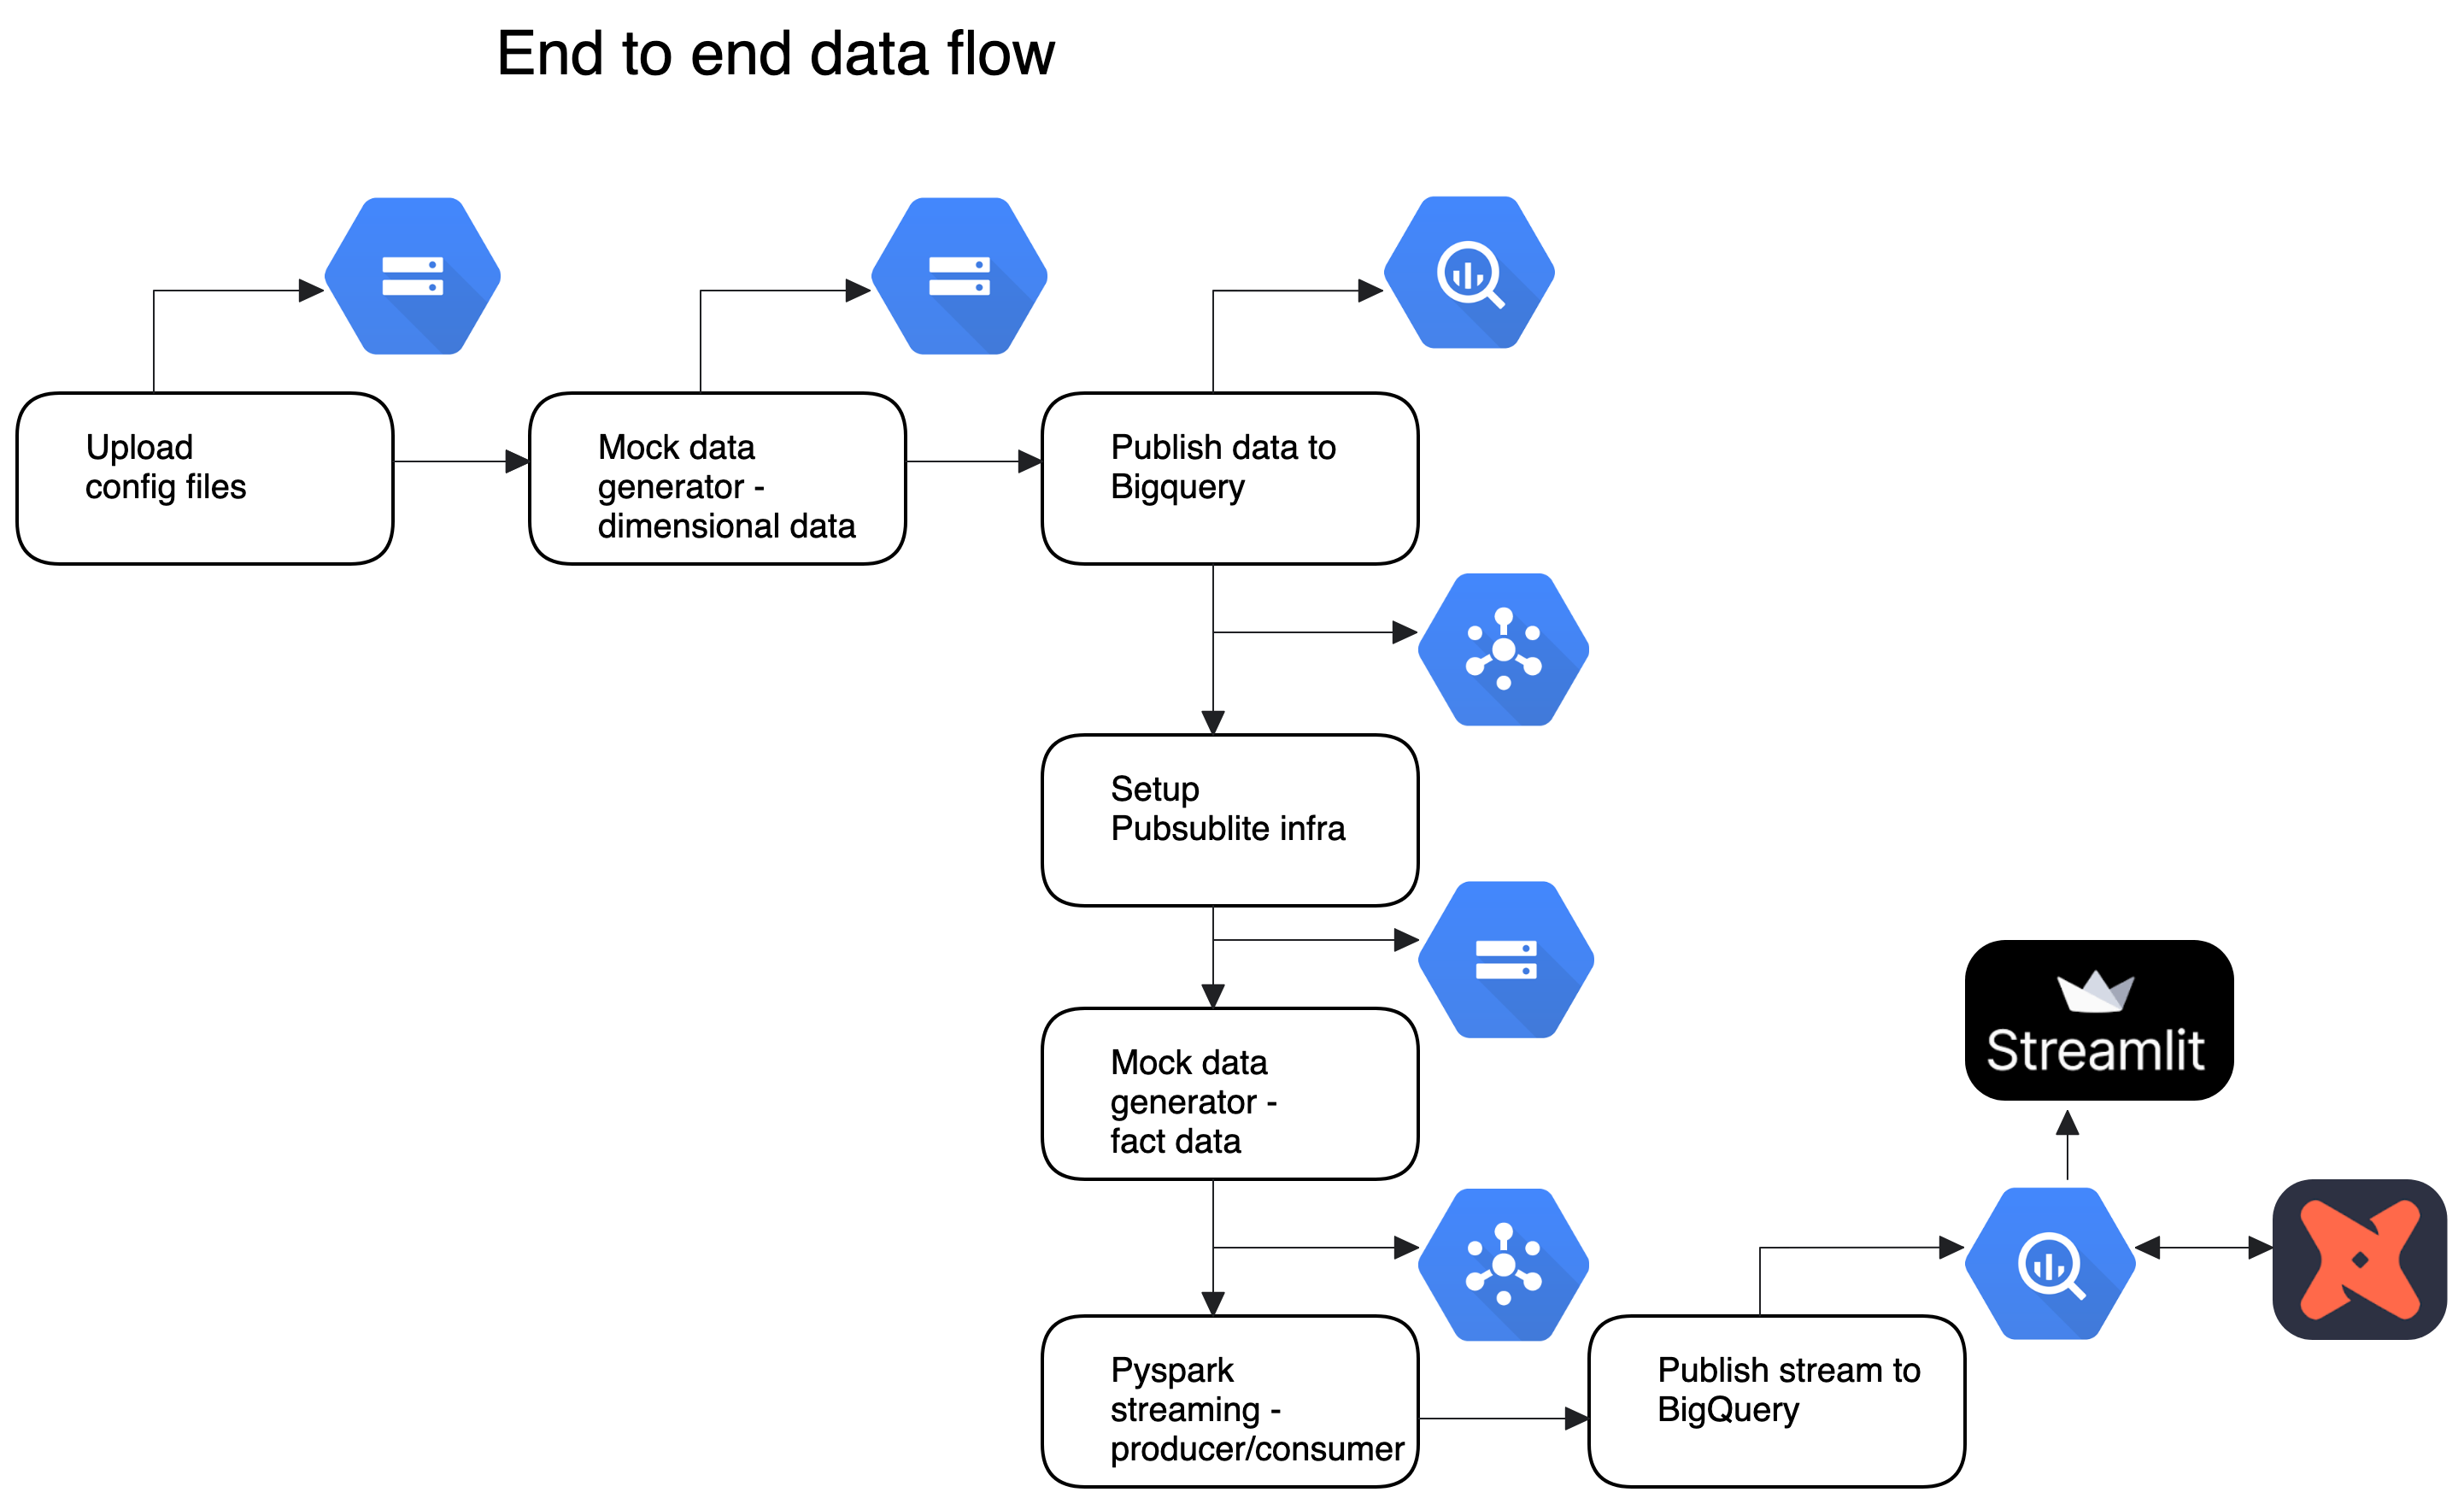 End to end data flow
Upload
config files
Mock data
generator -
dimensional data
Publish data to
Bigquery
Setup
Pubsublite infra
Mock data
generator -
fact data
Streamlit
Pyspark
streaming -
producer/consumer
Publish stream to
BigQuery